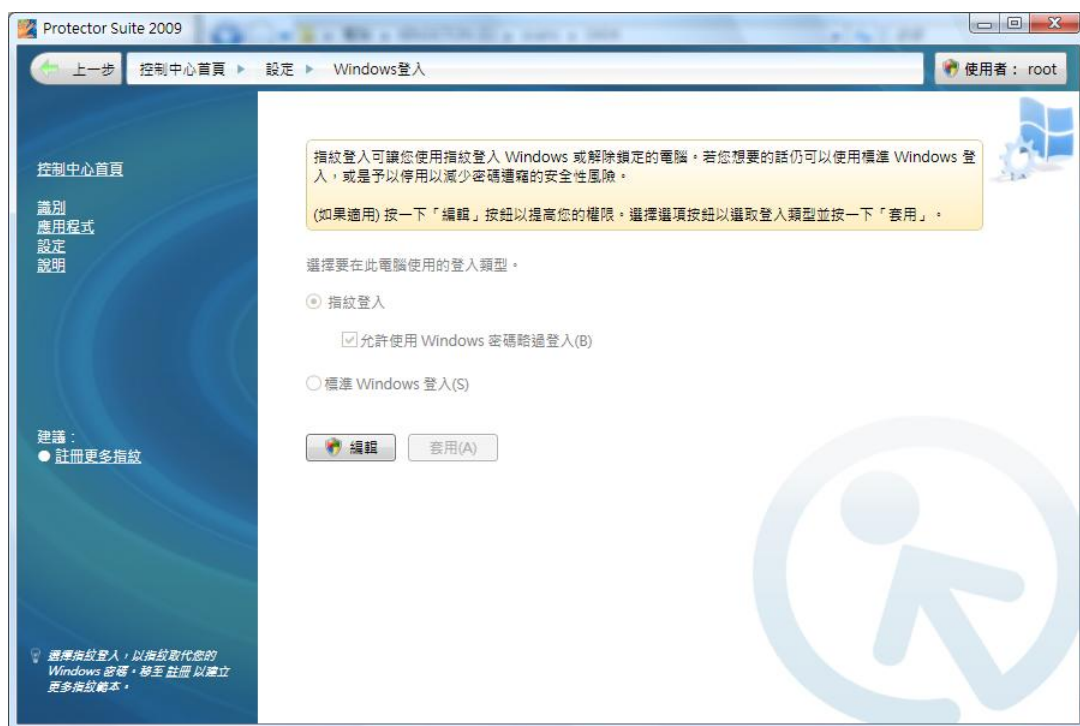 Protector Suite 2009
上一步
控制中心首頁
設定
Windows登入
使用者： root
控制中心首頁
識別
應用程式
設定
說明
指紋登入可讓您使用指紋登入 Windows 或解除鎖定的電腦。若您想要的話仍可以使用標準 Windows 登
入，或是予以停用以減少密碼遭竊的安全性風險。
(如果適用) 按一下「編輯」按鈕以提高您的權限。選擇選項按鈕以選取登入類型並按一下「套用」。
選擇要在此電腦使用的登入類型。
指紋登入
允許使用 Windows 密碼略過登入(B)
標準 Windows 登入(S)
編輯
套用(A)
建議：
註冊更多指紋
選擇指紋登入，以指紋取代您的
Windows 密碼。移至 註冊 以建立
更多指紋範本。